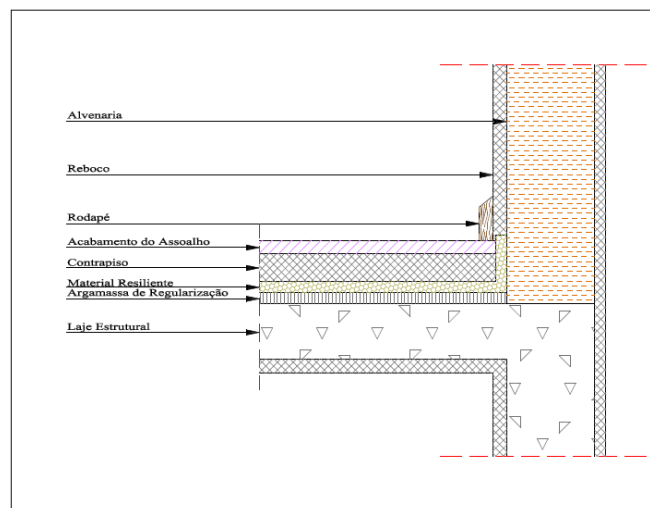 Alvenaria
Reboco
Rodapé
Acabamento do Assoalho
Contrapiso
Material Resiliente
Argamassa de Regularização
Laje Estrutural